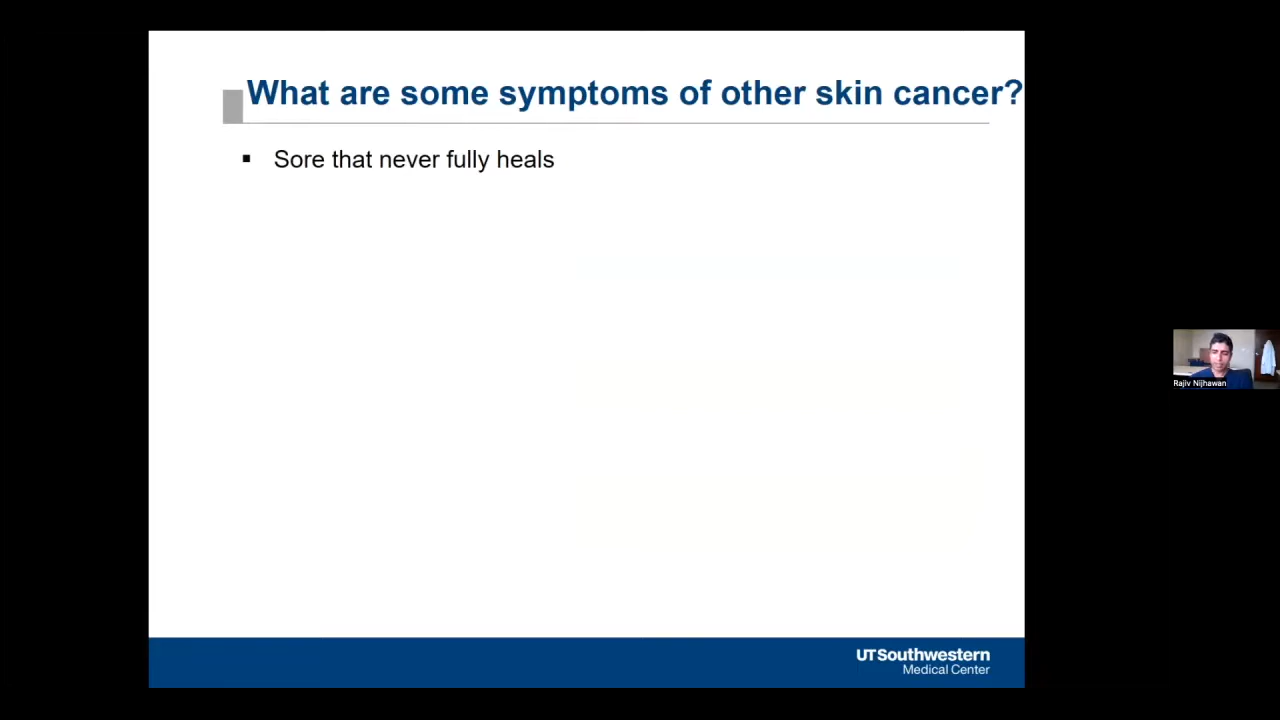 What are some symptoms of other skin cancer?
▪ Sore that never fully heals
Rajiv Nijhawan
UTSouthwestern
Medical Center